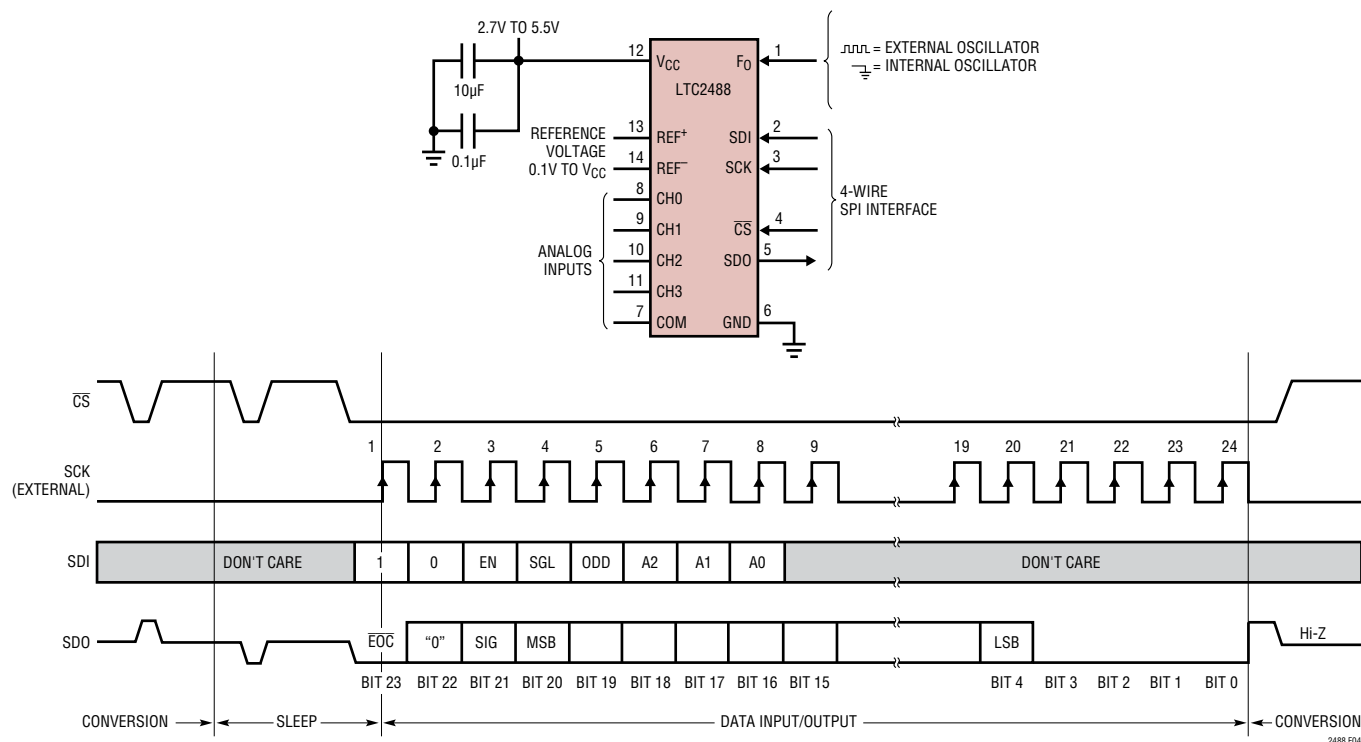 2.7V TO 5.5V
10µF
0.1µF
REFERENCE
VOLTAGE
0.1V TO VCC
ANALOG
INPUTS
12
13
14
8
9
10
11
7
VCC
FO
LTC2488
REF+
REF−
CH0
CH1
CH2
CH3
COM
SDI
SCK
CS
SDO
GND
1
2
3
4
5
6
= EXTERNAL OSCILLATOR
= INTERNAL OSCILLATOR
4-WIRE
SPI INTERFACE
CS
1 2 3 4 5 6 7 8 9 19 20 21 22 23 24
SCK
(EXTERNAL)
SDI DON'T CARE 1 0 EN SGL ODD A2 A1 A0 DON'T CARE
SDO EOC “0” SIG MSB LSB Hi-Z
BIT 23 BIT 22 BIT 21 BIT 20 BIT 19 BIT 18 BIT 17 BIT 16 BIT 15 BIT 4 BIT 3 BIT 2 BIT 1 BIT 0
CONVERSION SLEEP DATA INPUT/OUTPUT CONVERSION
2488 F04